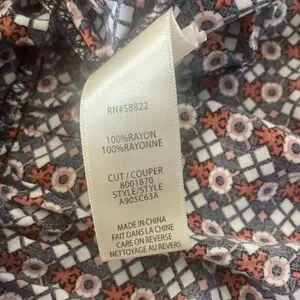 RN#58822
100%RAYON
100%RAYONNE
CUT / COUPER
8001870
STYLE/STYLE
A905C63A
MADE IN CHINA
FAIT DANS LA CHINE
CARE ON REVERSE
NETTOYAGE AU REVERS